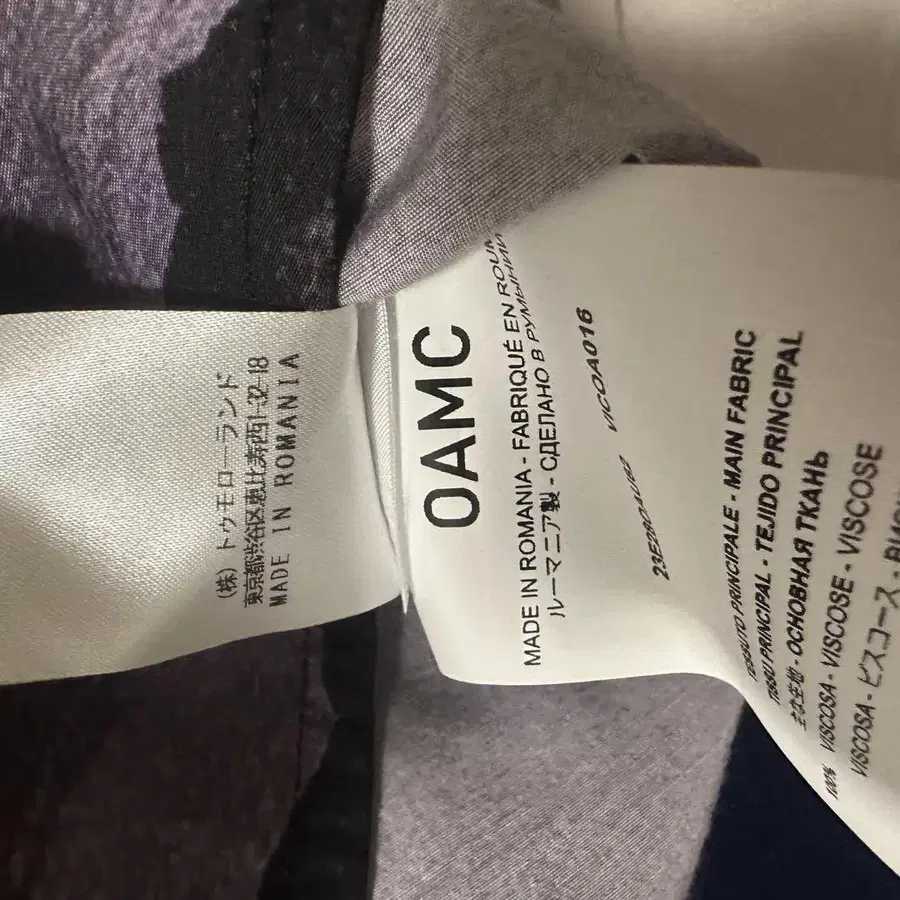 (株)トゥモローランド
東京都渋谷区恵比寿西1-32-18
MADE IN ROMANIA
OAMC
MADE IN ROMANIA - FABRIQUÉ EN ROUM
ルーマニア製 - СДЕЛАНО В РУМЫНИИ
VICOA016
TESSUTO PRINCIPALE - MAIN FABRIC
TISSU PRINCIPAL - TEJIDO PRINCIPAL
主な生地 - ОСНОВНАЯ ТКАНЬ
100% VISCOSA - VISCOSE - VISCOSE
VISCOSA - ビスコース -